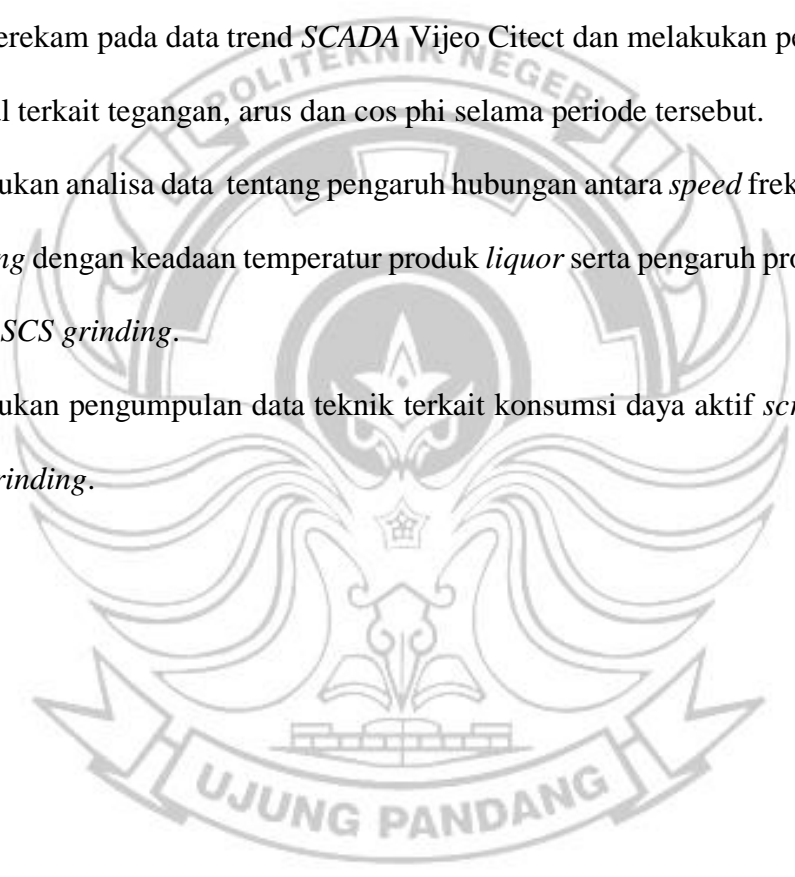 erekam pada data trend SCADA Vijeo Citect dan melakukan pe
POLITEKNIK NEGERI
l terkait tegangan, arus dan cos phi selama periode tersebut.
ukan analisa data tentang pengaruh hubungan antara speed frek
ng dengan keadaan temperatur produk liquor serta pengaruh pro
SCS grinding.
ukan pengumpulan data teknik terkait konsumsi daya aktif scr
rinding.
UJUNG PANDANG